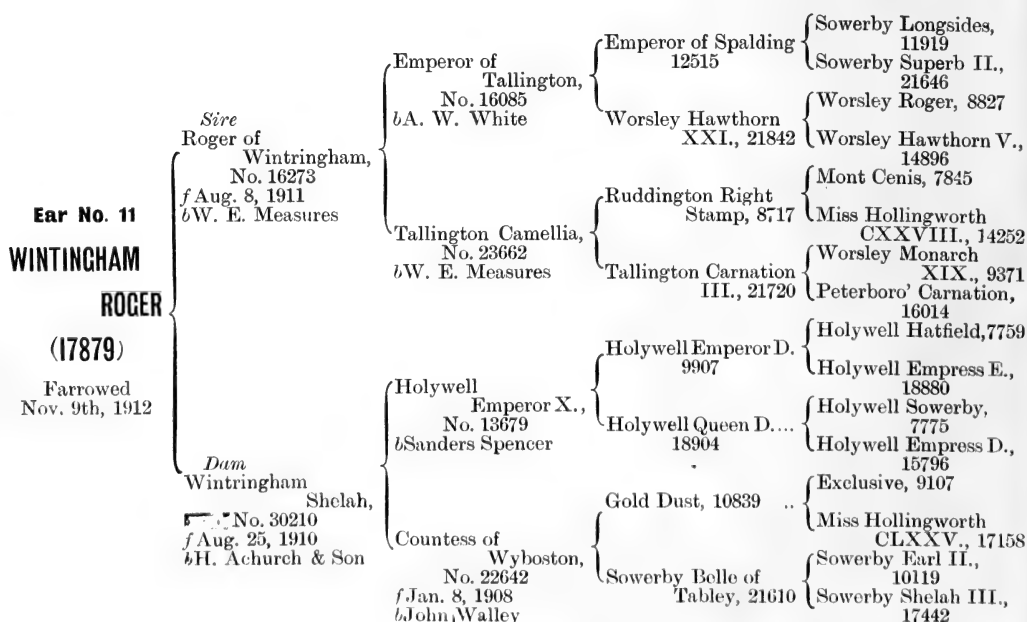 Ear No. 11
WINTINGHAM
ROGER
(17879)
Farrowed
Nov. 9th, 1912
Sire
Roger of
Wintringham,
No. 16273
f Aug. 8, 1911
bW. E. Measures
Dam
Wintringham
Shelah,
No. 30210
f Aug. 25, 1910
bH. Achurch & Son
Emperor of
Tallington,
No. 16085
bA. W. White
Tallington Camellia,
No. 23662
bW. E. Measures
Holywell
Emperor X.,
No. 13679
bSanders Spencer
Countess of
Wyboston,
No. 22642
fJan. 8, 1908
bJohn Walley
Emperor of Spalding
12515
Worsley Hawthorn
XXI., 21842
Ruddington Right
Stamp, 8717
Tallington Carnation
III., 21720
Holywell Emperor D.
9907
Holywell Queen D....
18904
Gold Dust, 10839 ..
Sowerby Belle of
Tabley, 21610
Sowerby Longsides,
11919
Sowerby Superb II.,
21646
Worsley Roger, 8827
Worsley Hawthorn V.,
14896
Mont Cenis, 7845
Miss Hollingworth
CXXVIII., 14252
Worsley Monarch
XIX., 9371
Peterboro' Carnation,
16014
Holywell Hatfield,7759
Holywell Empress E.,
18880
Holywell Sowerby,
7775
Holywell Empress D.,
15796
Exclusive, 9107
Miss Hollingworth
CLXXV., 17158
Sowerby Earl II.,
10119
Sowerby Shelah III.,
17442